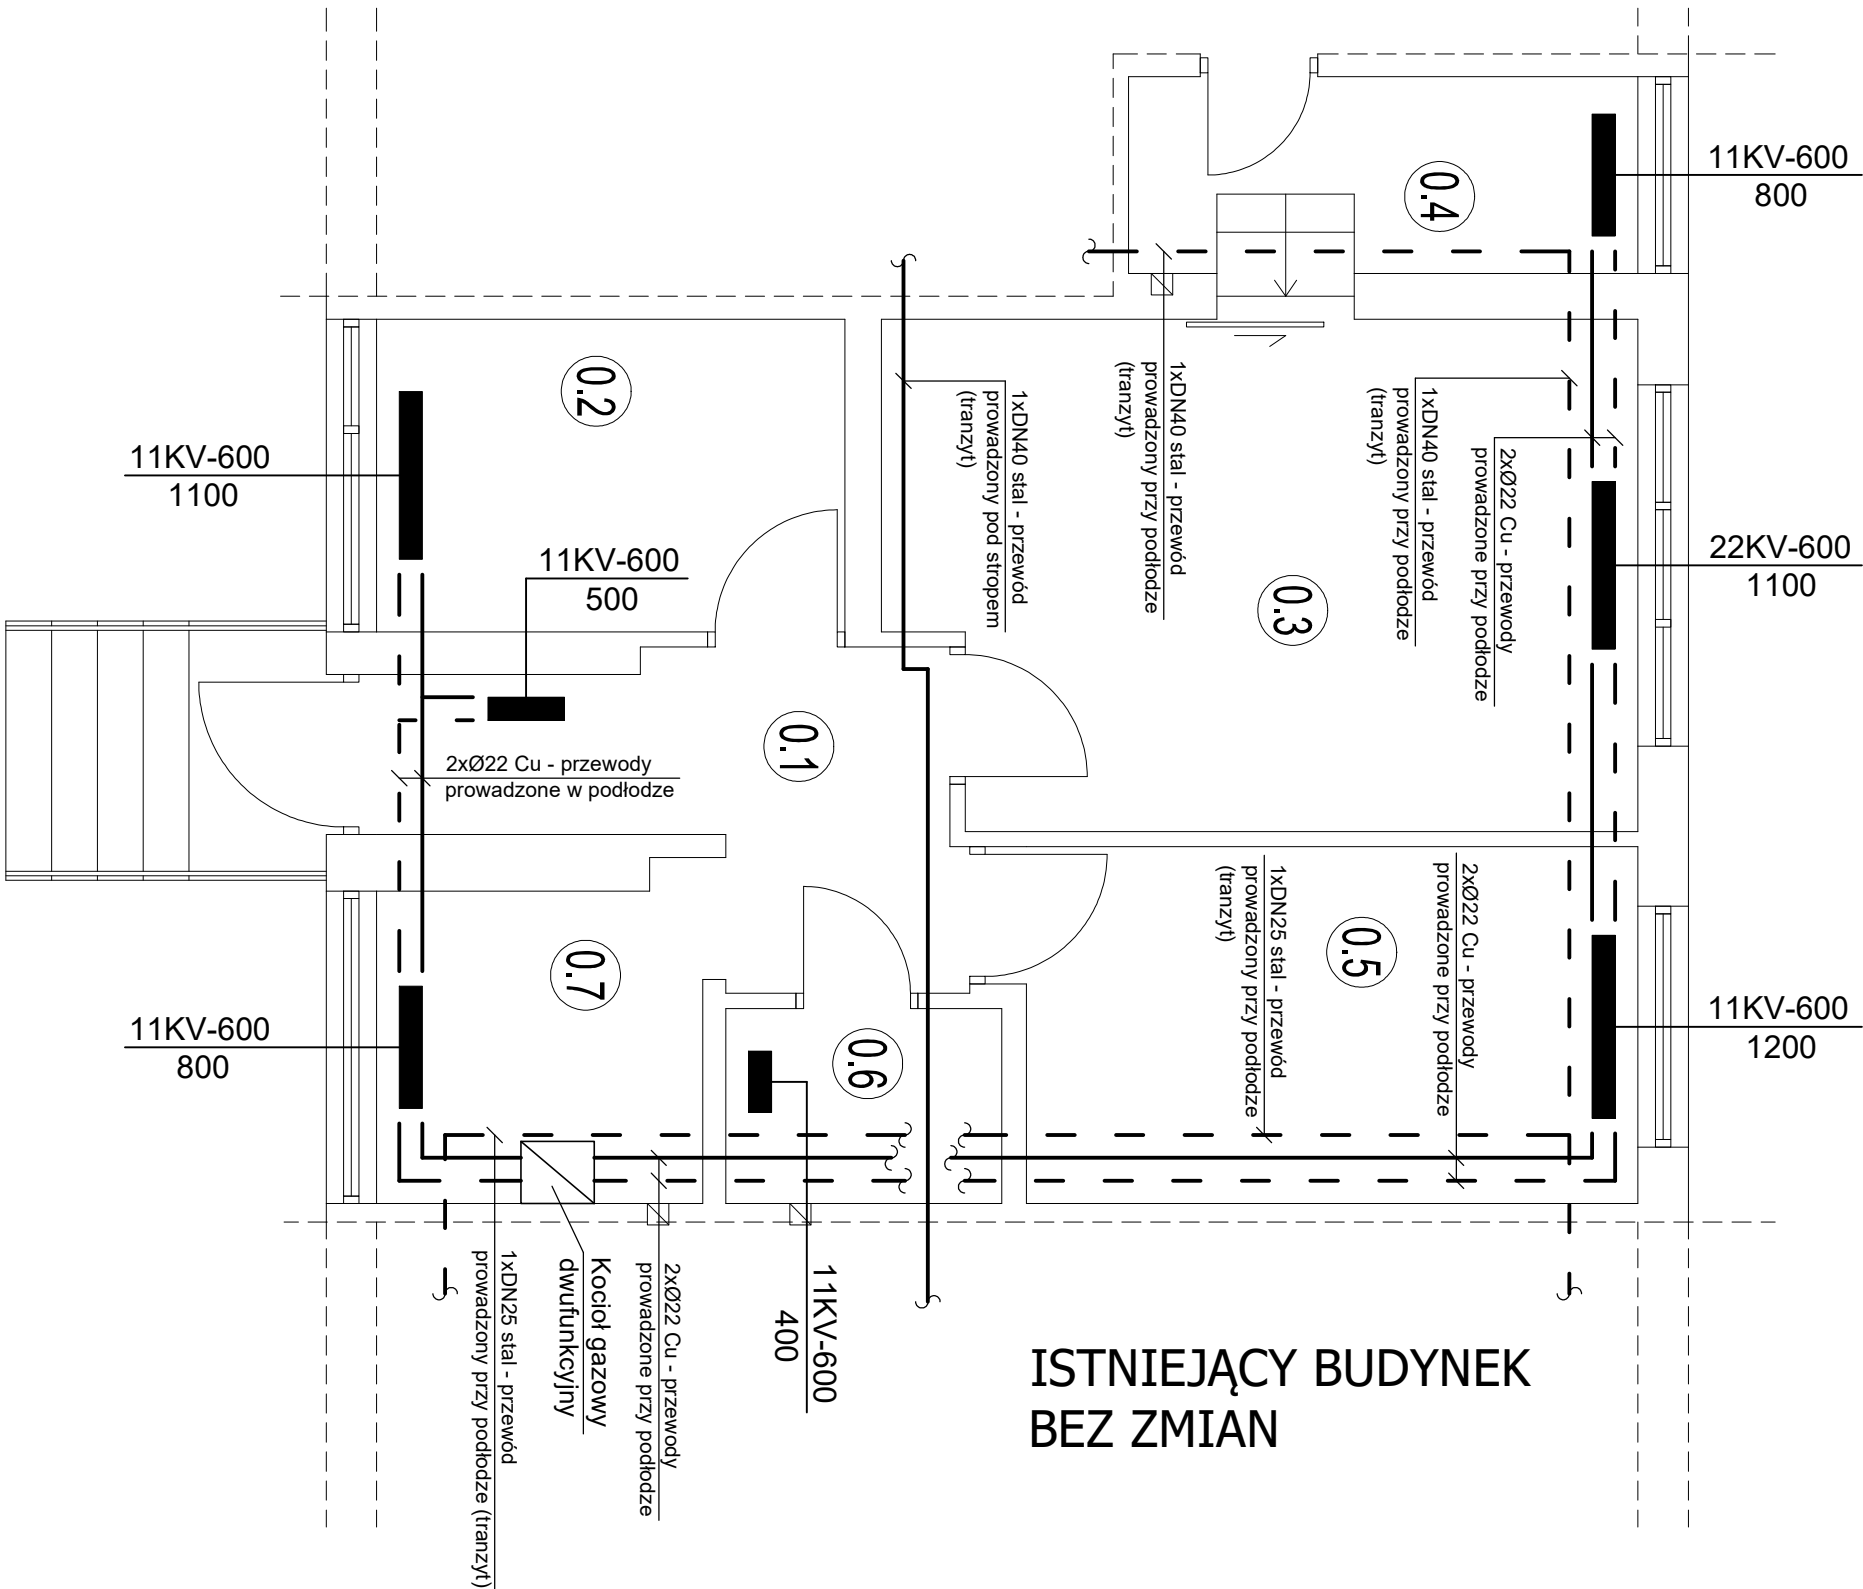 11KV-600
800
0.4
0.2
11KV-600
1100
1xDN40 stal - przewód
prowadzony pod stropem
(tranzyt)
1xDN40 stal - przewód
prowadzony przy podłodze
(tranzyt)
1xDN40 stal - przewód
prowadzony przy podłodze
(tranzyt)
2xØ22 Cu - przewody
prowadzone przy podłodze
11KV-600
500
0.3
22KV-600
1100
0.1
2xØ22 Cu - przewody
prowadzone w podłodze
0.7
0.5
1xDN25 stal - przewód
prowadzony przy podłodze
(tranzyt)
2xØ22 Cu - przewody
prowadzone przy podłodze
11KV-600
800
0.6
11KV-600
1200
1xDN25 stal - przewód
prowadzony przy podłodze (tranzyt)
Kocioł gazowy
dwufunkcyjny
2xØ22 Cu - przewody
prowadzone przy podłodze
11KV-600
400
ISTNIEJĄCY BUDYNEK
BEZ ZMIAN